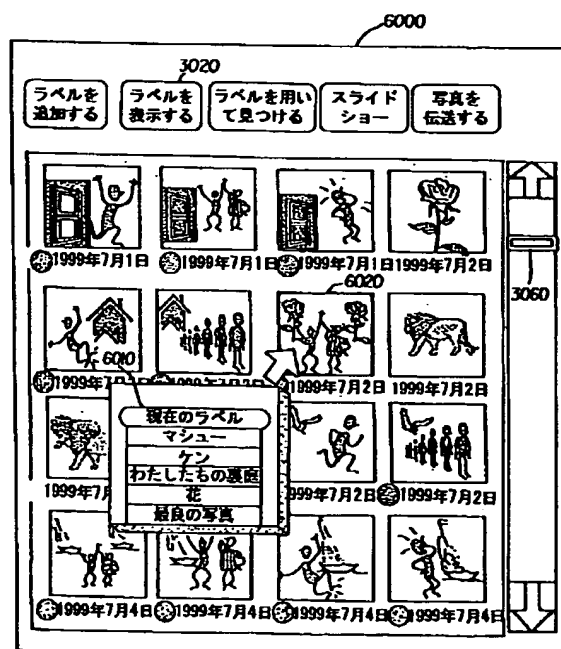 6000
3020
ラベルを
追加する
ラベルを
表示する
ラベルを用い
て見つける
スライド
ショー
写真を
伝送する
1999年7月1日
1999年7月1日
1999年7月1日
1999年7月2日
3060
6020
6010
1999年7月2日
1999年7月2日
現在のラベル
マシュー
ケン
わたしたちの裏庭
花
最良の写真
1999年7
1999年7月2日
1999年7月2日
1999年7月4日
1999年7月4日
1999年7月4日
1999年7月4日